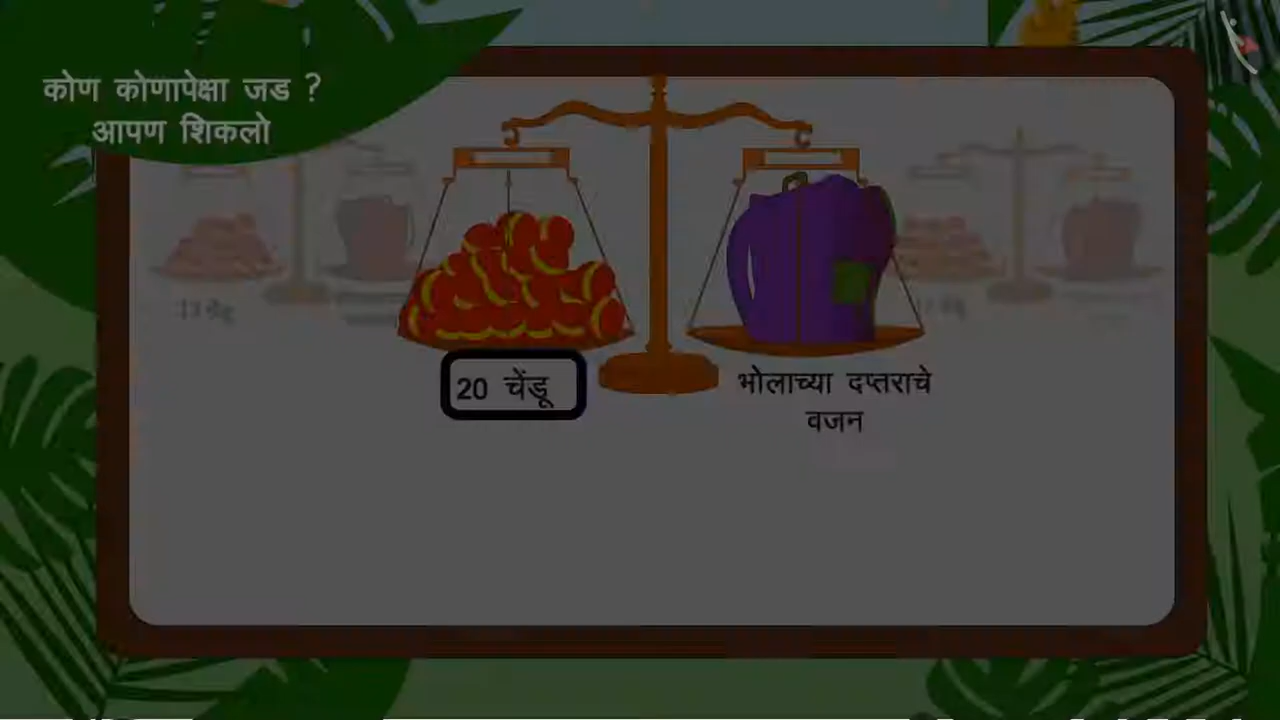 कोण कोणापेक्षा जड ?
आपण शिकलो
20 चेंडू
भोलाच्या दप्तराचे
वजन